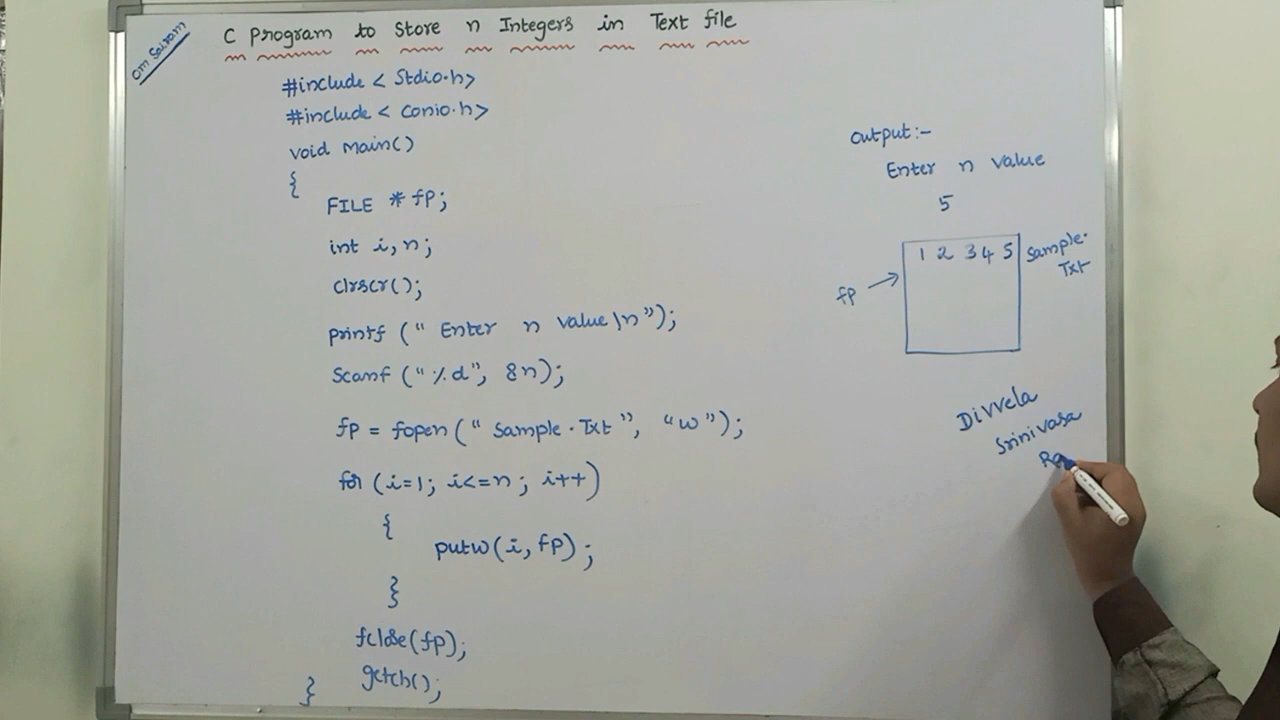 Om Sairam
C Program to Store n Integers in Text file
#include < Stdio.h>
#include < Conio.h>
void main()
{
FILE * fp;
int i,n;
clrscr();
printf (" Enter n value \n");
Scanf ("%d", &n);
fp = fopen (" Sample.Txt ", "w");
for (i=1; i<=n; i++)
{
putw(i, fp);
}
fclose(fp);
getch();
}
Output:-
Enter n value
5
1 2 3 4 5
Sample.
Txt
fp
Divvela
Srinivasa
Ra